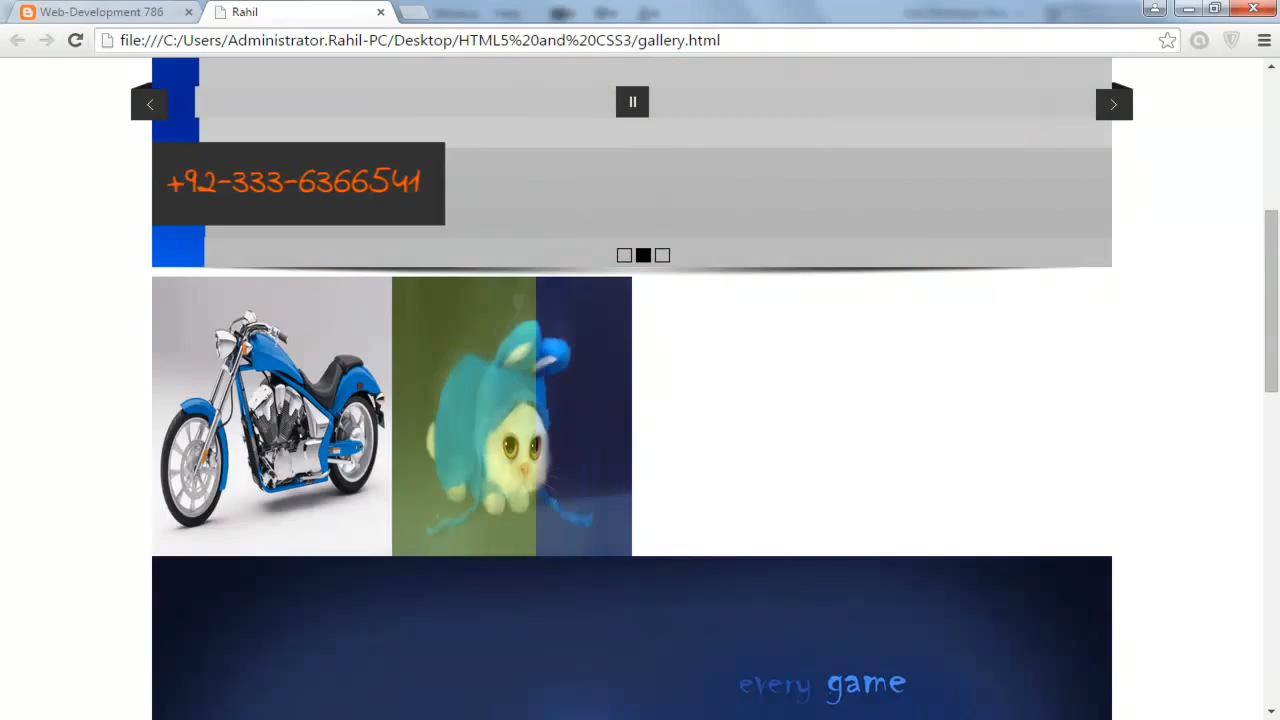 Web-Development 786
Rahil
file:///C:/Users/Administrator.Rahil-PC/Desktop/HTML5%20and%20CSS3/gallery.html
+92-333-6366541
every game